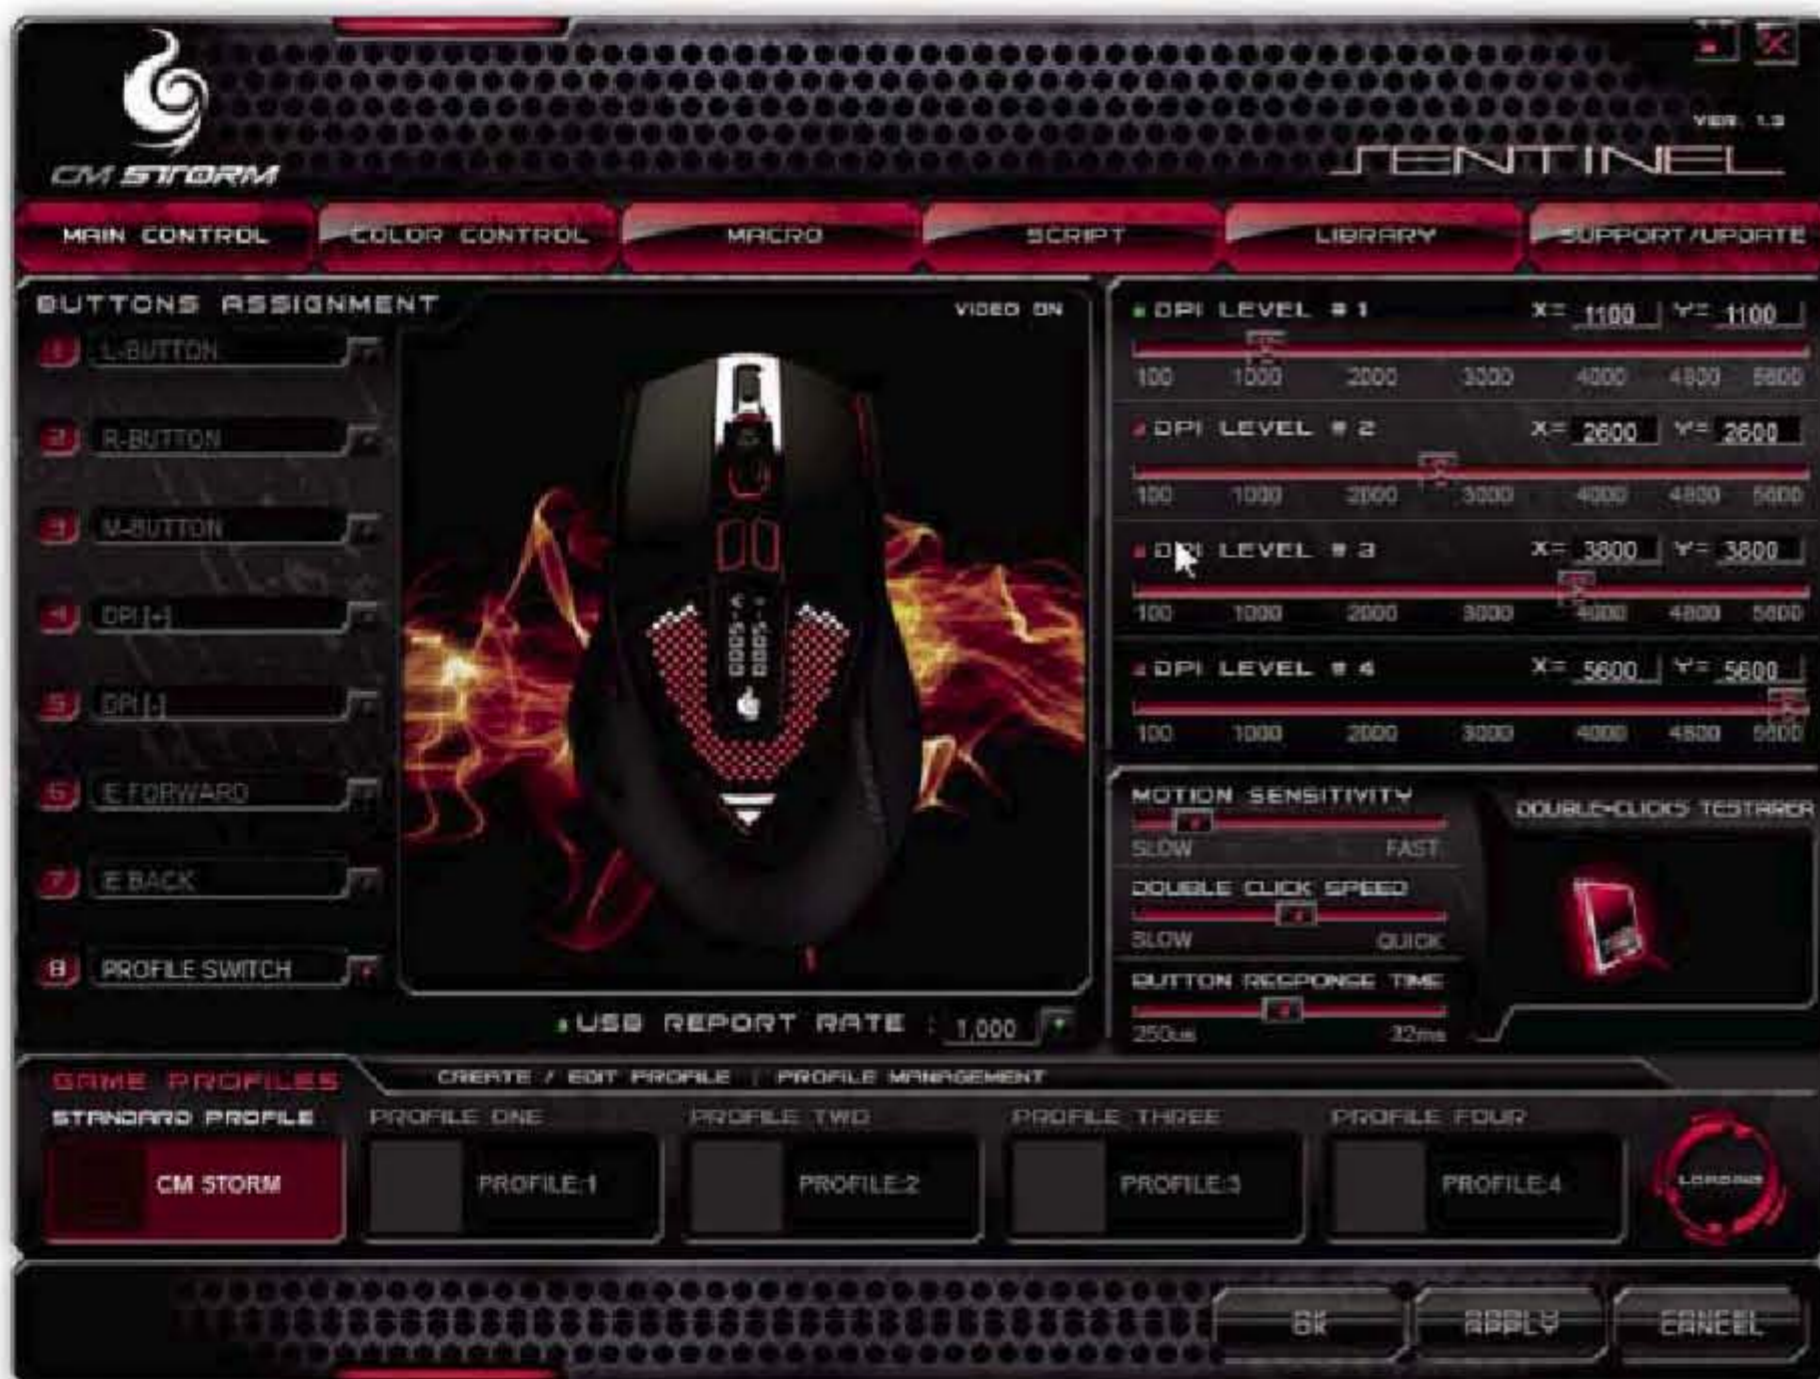 CM STORM
VER. 1.3
SENTINEL
MAIN CONTROL
COLOR CONTROL
MACRO
SCRIPT
LIBRARY
SUPPORT/UPDATE
BUTTONS ASSIGNMENT
VIDEO ON
1 L-BUTTON
2 R-BUTTON
3 M-BUTTON
4 DPI [+]
5 DPI [-]
6 IE FORWARD
7 IE BACK
8 PROFILE SWITCH
USB REPORT RATE : 1,000
DPI LEVEL # 1 X= 1100 Y= 1100
100 1000 2000 3000 4000 4800 5600
DPI LEVEL # 2 X= 2600 Y= 2600
100 1000 2000 3000 4000 4800 5600
DPI LEVEL # 3 X= 3800 Y= 3800
100 1000 2000 3000 4000 4800 5600
DPI LEVEL # 4 X= 5600 Y= 5600
100 1000 2000 3000 4000 4800 5600
MOTION SENSITIVITY
SLOW FAST
DOUBLE CLICK SPEED
SLOW QUICK
BUTTON RESPONSE TIME
250us 32ms
DOUBLE-CLICKS TESTAREA
GAME PROFILES
CREATE / EDIT PROFILE | PROFILE MANAGEMENT
STANDARD PROFILE
PROFILE ONE
PROFILE TWO
PROFILE THREE
PROFILE FOUR
CM STORM
PROFILE:1
PROFILE:2
PROFILE:3
PROFILE:4
LOADING
OK
APPLY
CANCEL